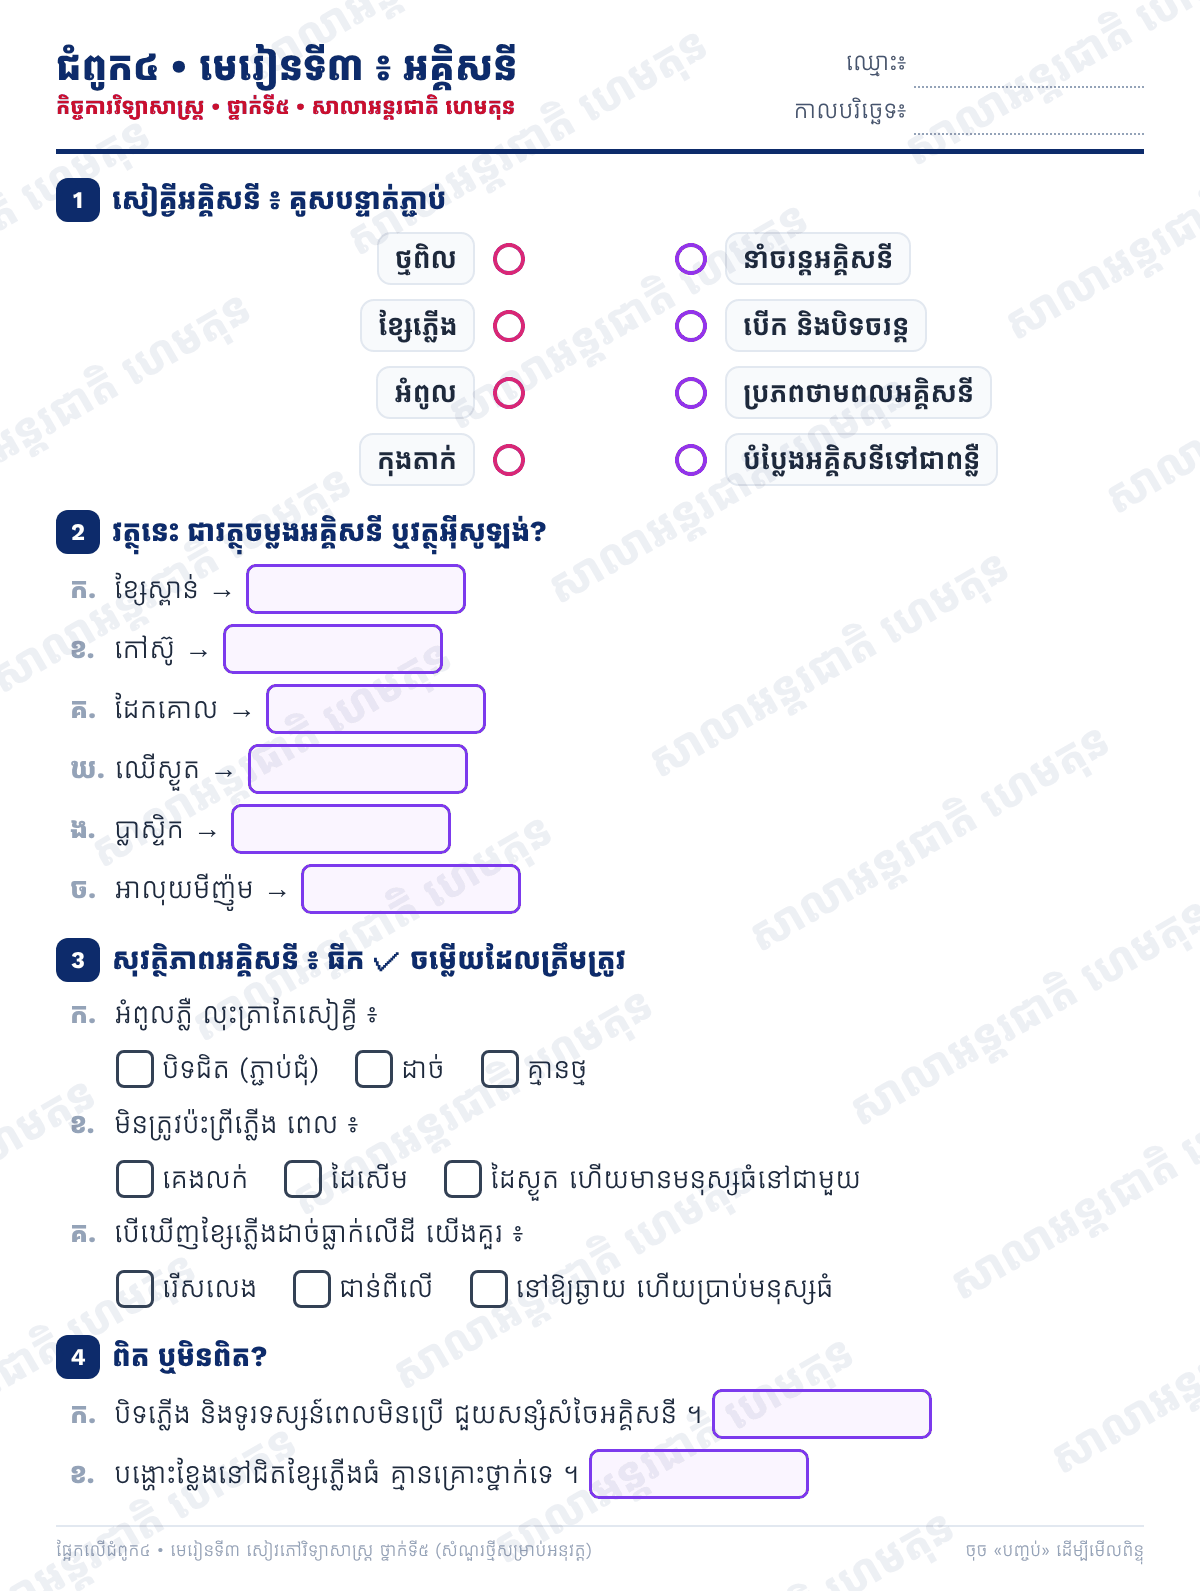 ជំពូក៤ • មេរៀនទី៣ ៖ អគ្គិសនី
កិច្ចការវិទ្យាសាស្ត្រ • ថ្នាក់ទី៥ • សាលាអន្តរជាតិ ហេមតុន
ឈ្មោះ៖
កាលបរិច្ឆេទ៖
1 សៀគ្វីអគ្គិសនី ៖ គូសបន្ទាត់ភ្ជាប់
ថ្មពិល នាំចរន្តអគ្គិសនី
ខ្សែភ្លើង បើក និងបិទចរន្ត
អំពូល ប្រភពថាមពលអគ្គិសនី
កុងតាក់ បំប្លែងអគ្គិសនីទៅជាពន្លឺ
2 វត្ថុនេះ ជាវត្ថុចម្លងអគ្គិសនី ឬវត្ថុអ៊ីសូឡង់?
ក. ខ្សែស្ពាន់ →
ខ. កៅស៊ូ →
គ. ដែកគោល →
ឃ. ឈើស្ងួត →
ង. ប្លាស្ទិក →
ច. អាលុយមីញ៉ូម →
3 សុវត្ថិភាពអគ្គិសនី ៖ ធីក ✓ ចម្លើយដែលត្រឹមត្រូវ
ក. អំពូលភ្លឺ លុះត្រាតែសៀគ្វី ៖
បិទជិត (ភ្ជាប់ជុំ) ដាច់ គ្មានថ្ម
ខ. មិនត្រូវប៉ះព្រីភ្លើង ពេល ៖
គេងលក់ ដៃសើម ដៃស្ងួត ហើយមានមនុស្សធំនៅជាមួយ
គ. បើឃើញខ្សែភ្លើងដាច់ធ្លាក់លើដី យើងគួរ ៖
រើសលេង ជាន់ពីលើ នៅឱ្យឆ្ងាយ ហើយប្រាប់មនុស្សធំ
4 ពិត ឬមិនពិត?
ក. បិទភ្លើង និងទូរទស្សន៍ពេលមិនប្រើ ជួយសន្សំសំចៃអគ្គិសនី ។
ខ. បង្ហោះខ្លែងនៅជិតខ្សែភ្លើងធំ គ្មានគ្រោះថ្នាក់ទេ ។
ផ្អែកលើជំពូក៤ • មេរៀនទី៣ សៀវភៅវិទ្យាសាស្ត្រ ថ្នាក់ទី៥ (សំណួរថ្មីសម្រាប់អនុវត្ត)
ចុច «បញ្ចប់» ដើម្បីមើលពិន្ទុ